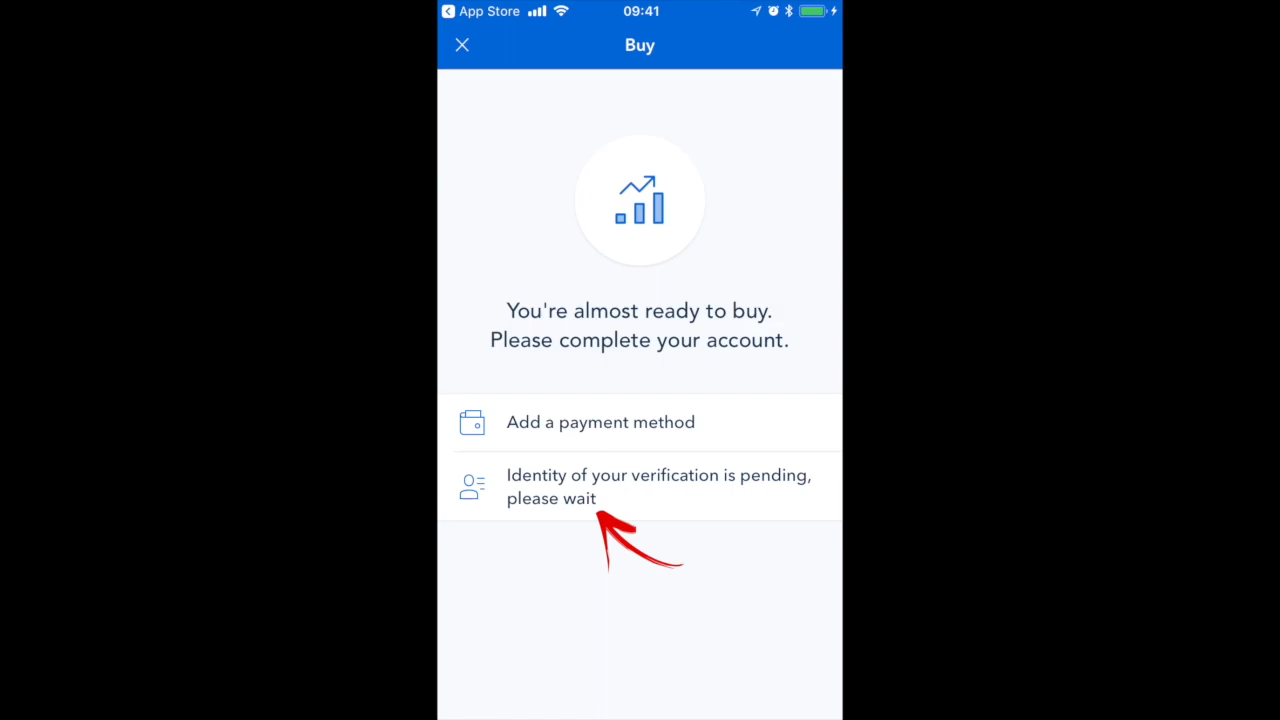 App Store 09:41
Buy
You're almost ready to buy.
Please complete your account.
Add a payment method
Identity of your verification is pending,
please wait